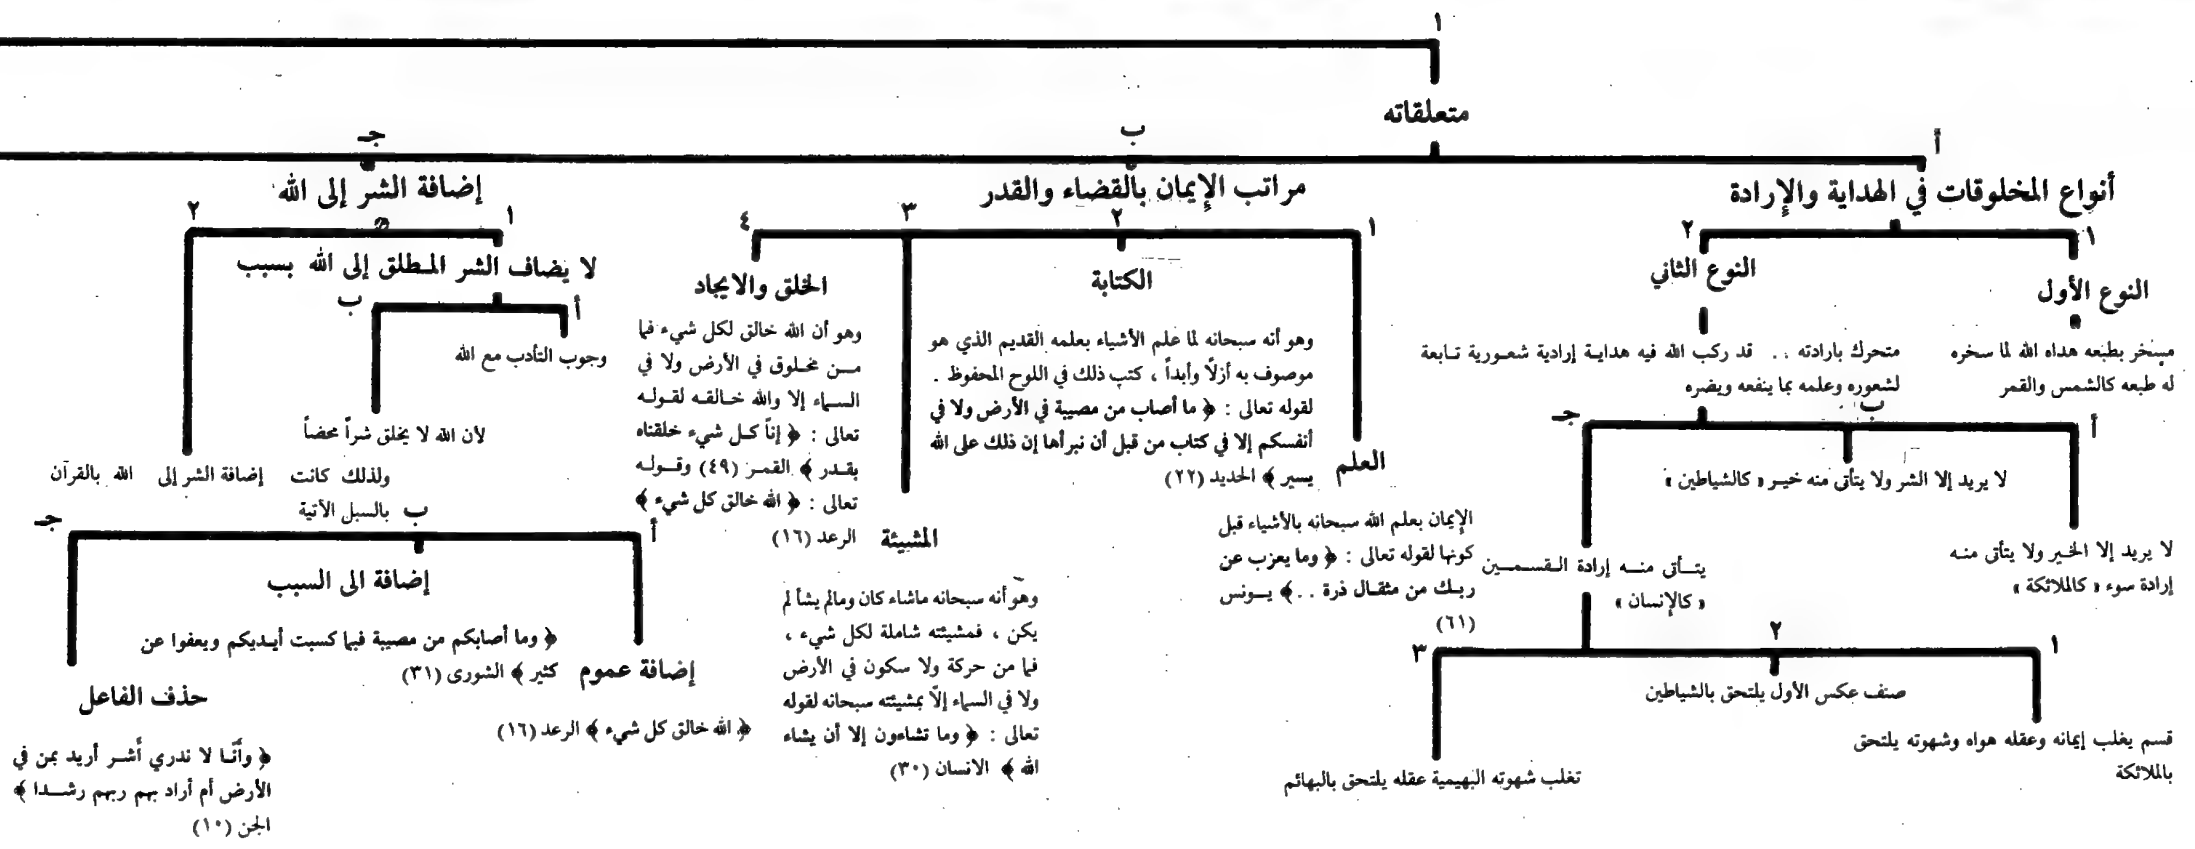 ١
متعلقاته
أ
أنواع المخلوقات في الهداية والإرادة
١
النوع الأول
مسخر بطبعه هداه الله لما سخره
له طبعه كالشمس والقمر
٢
النوع الثاني
متحرك بارادته . . قد ركب الله فيه هداية إرادية شعورية تابعة
لشعوره وعلمه بما ينفعه ويضره
أ
لا يريد إلا الخير ولا يتأتى منه
إرادة سوء « كالملائكة »
ب
لا يريد إلا الشر ولا يتأتى منه خير « كالشياطين »
جـ
يتأتى منه إرادة القسمين
« كالإنسان »
١
قسم يغلب إيمانه وعقله هواه وشهوته يلتحق
بالملائكة
٢
صنف عكس الأول يلتحق بالشياطين
٣
تغلب شهوته البهيمية عقله يلتحق بالبهائم
ب
مراتب الإيمان بالقضاء والقدر
١
العلم
الإيمان بعلم الله سبحانه بالأشياء قبل
كونها لقوله تعالى : ﴿ وما يعزب عن
ربك من مثقال ذرة . . ﴾ يونس
(٦١)
٢
الكتابة
وهو أنه سبحانه لما علم الأشياء بعلمه القديم الذي هو
موصوف به أزلًا وأبداً ، كتب ذلك في اللوح المحفوظ .
لقوله تعالى : ﴿ ما أصاب من مصيبة في الأرض ولا في
أنفسكم إلا في كتاب من قبل أن نبرأها إن ذلك على الله
يسير ﴾ الحديد (٢٢)
٣
المشيئة
وهو أنه سبحانه ماشاء كان ومالم يشأ لم
يكن ، فمشيئته شاملة لكل شيء ،
فما من حركة ولا سكون في الأرض
ولا في السماء إلّا بمشيئته سبحانه لقوله
تعالى : ﴿ وما تشاءون إلا أن يشاء
الله ﴾ الانسان (٣٠)
٤
الخلق والايجاد
وهو أن الله خالق لكل شيء فما
من مخلوق في الأرض ولا في
السماء إلا والله خالقه لقوله
تعالى : ﴿ إنا كل شيء خلقناه
بقدر ﴾ القمر (٤٩) وقوله
تعالى : ﴿ الله خالق كل شيء ﴾
الرعد (١٦)
جـ
إضافة الشر إلى الله
١
لا يضاف الشر المطلق إلى الله بسبب
أ
وجوب التأدب مع الله
ب
لأن الله لا يخلق شراً محضاً
٢
ولذلك كانت إضافة الشر إلى الله بالقرآن
بالسبل الآتية
أ
إضافة عموم
﴿ الله خالق كل شيء ﴾ الرعد (١٦)
ب
إضافة الى السبب
﴿ وما أصابكم من مصيبة فبما كسبت أيديكم ويعفوا عن
كثير ﴾ الشورى (٣١)
جـ
حذف الفاعل
﴿ وأنّا لا ندري أشر أريد بمن في
الأرض أم أراد بهم ربهم رشدا ﴾
الجن (١٠)